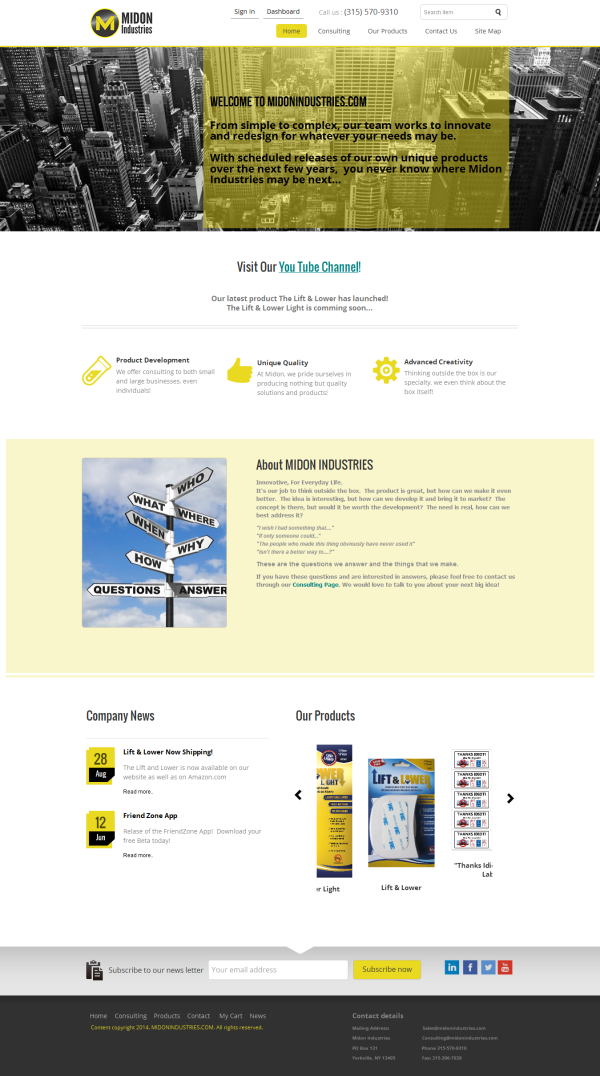 MIDON
Industries
Sign In
Dashboard
Call us : (315) 570-9310
Search item
Home
Consulting
Our Products
Contact Us
Site Map
WELCOME TO MIDONINDUSTRIES.COM
From simple to complex, our team works to innovate
and redesign for whatever your needs may be.
With scheduled releases of our own unique products
over the next few years, you never know where Midon
Industries may be next...
Visit Our You Tube Channel!
Our latest product The Lift & Lower has launched!
The Lift & Lower Light is comming soon...
Product Development
We offer consulting to both small
and large businesses, even
individuals!
Unique Quality
At Midon, we pride ourselves in
producing nothing but quality
solutions and products!
Advanced Creativity
Thinking outside the box is our
specialty, we even think about the
box itself!
WHO
WHAT
WHERE
WHEN
WHY
HOW
QUESTIONS
ANSWER
About MIDON INDUSTRIES
Innovative, For Everyday Life.
It's our job to think outside the box. The product is great, but how can we make it even
better. The idea is interesting, but how can we develop it and bring it to market? The
concept is there, but would it be worth the development? The need is real, how can we
best address it?
"I wish I had something that...."
"If only someone could..."
"The people who made this thing obviously have never used it"
"Isn't there a better way to....?"
These are the questions we answer and the things that we make.
If you have these questions and are interested in answers, please feel free to contact us
through our Consulting Page. We would love to talk to you about your next big idea!
Company News
28
Aug
Lift & Lower Now Shipping!
The Lift and Lower is now available on our
website as well as on Amazon.com
Read more..
12
Jun
Friend Zone App
Relase of the FriendZone App! Download your
free Beta today!
Read more..
Our Products
LOWER
LIGHT
r Light
LIFT & LOWER
Lift & Lower
THANKS IDIOT!
THANKS IDIOT!
THANKS IDIOT!
THANKS IDIOT!
THANKS IDIOT!
"Thanks Idi
Lab
Subscribe to our news letter
Your email address
Subscribe now
Home
Consulting
Products
Contact
My Cart
News
Content copyright 2014. MIDONINDUSTRIES.COM. All rights reserved.
Contact details
Mailing Address
Midon Industries
PO Box 131
Yorkville, NY 13495
Sales@midonindustries.com
Consulting@midonindustries.com
Phone 315-570-9310
Fax: 315-266-7028